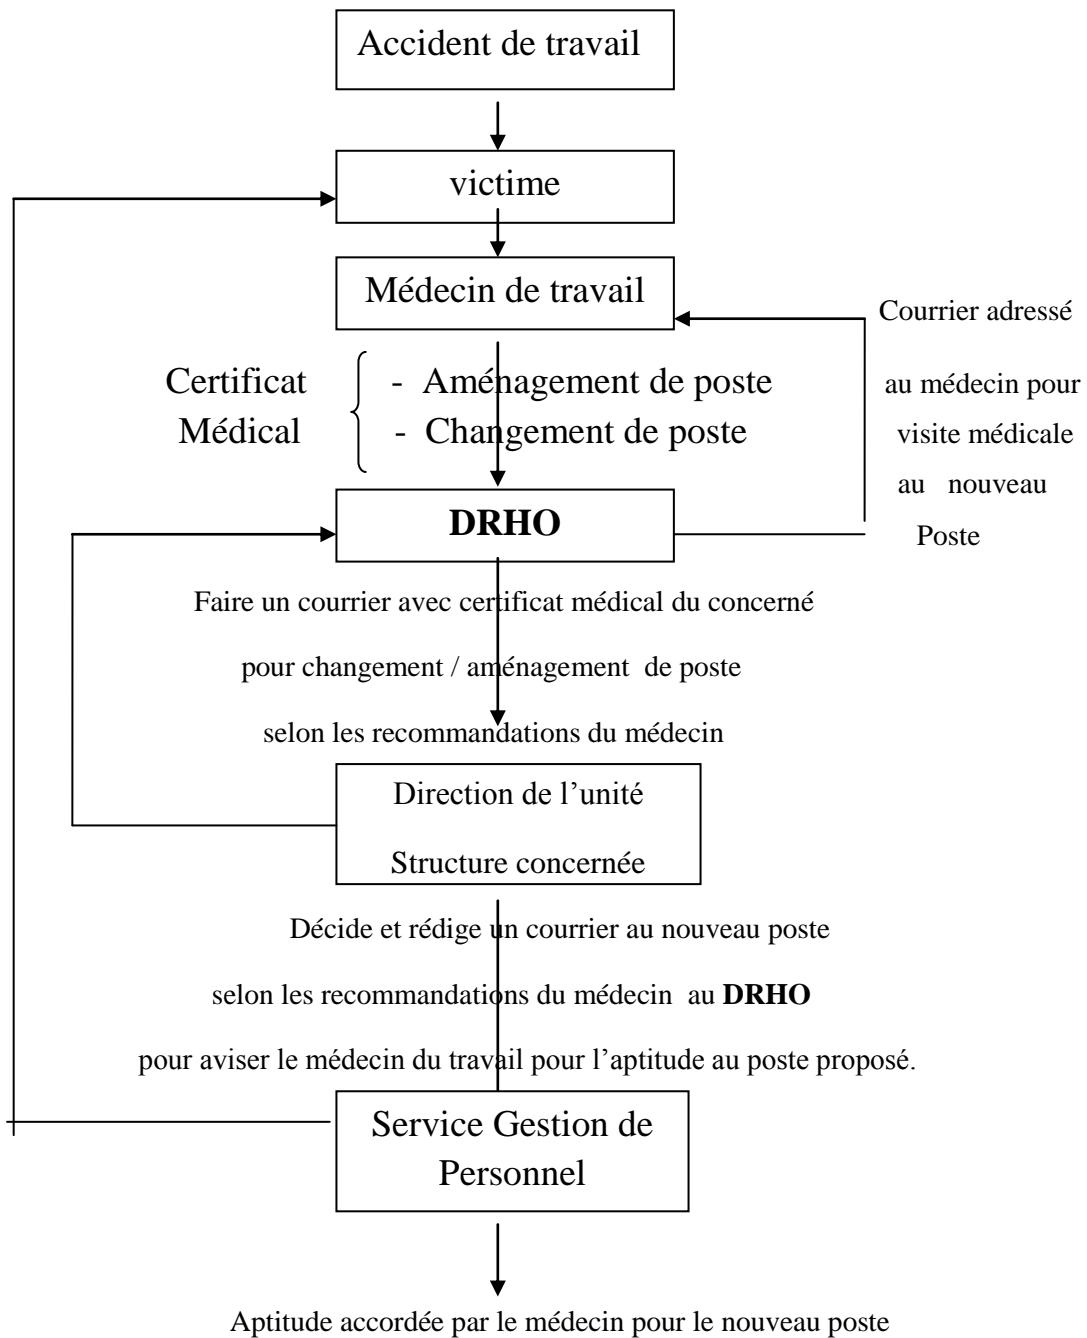 Accident de travail
victime
Médecin de travail
Courrier adressé
au médecin pour
visite médicale
au nouveau
Poste
Certificat
Médical
- Aménagement de poste
- Changement de poste
DRHO
Faire un courrier avec certificat médical du concerné
pour changement / aménagement de poste
selon les recommandations du médecin
Direction de l’unité
Structure concernée
Décide et rédige un courrier au nouveau poste
selon les recommandations du médecin au DRHO
pour aviser le médecin du travail pour l’aptitude au poste proposé.
Service Gestion de
Personnel
Aptitude accordée par le médecin pour le nouveau poste